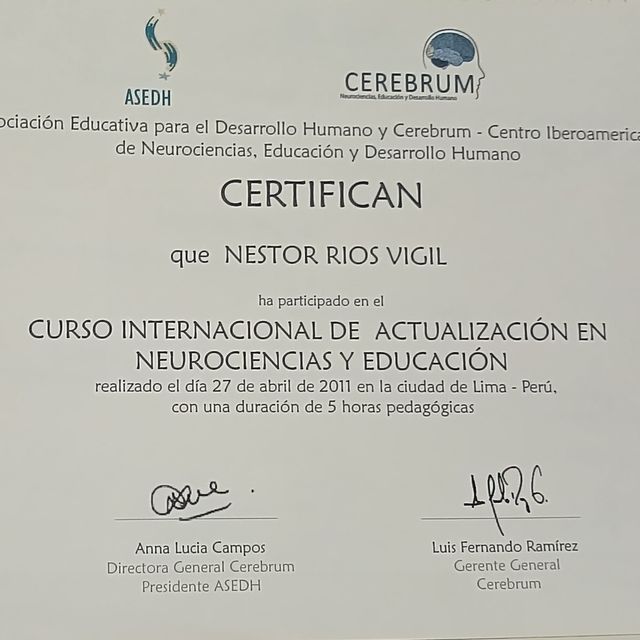 ASEDH
CEREBRUM
Neurociencias, Educación y Desarrollo Humano
ociación Educativa para el Desarrollo Humano y Cerebrum - Centro Iberoamerica
de Neurociencias, Educación y Desarrollo Humano
CERTIFICAN
que NESTOR RIOS VIGIL
ha participado en el
CURSO INTERNACIONAL DE ACTUALIZACIÓN EN
NEUROCIENCIAS Y EDUCACIÓN
realizado el día 27 de abril de 2011 en la ciudad de Lima - Perú,
con una duración de 5 horas pedagógicas
Anna Lucia Campos
Directora General Cerebrum
Presidente ASEDH
Luis Fernando Ramírez
Gerente General
Cerebrum